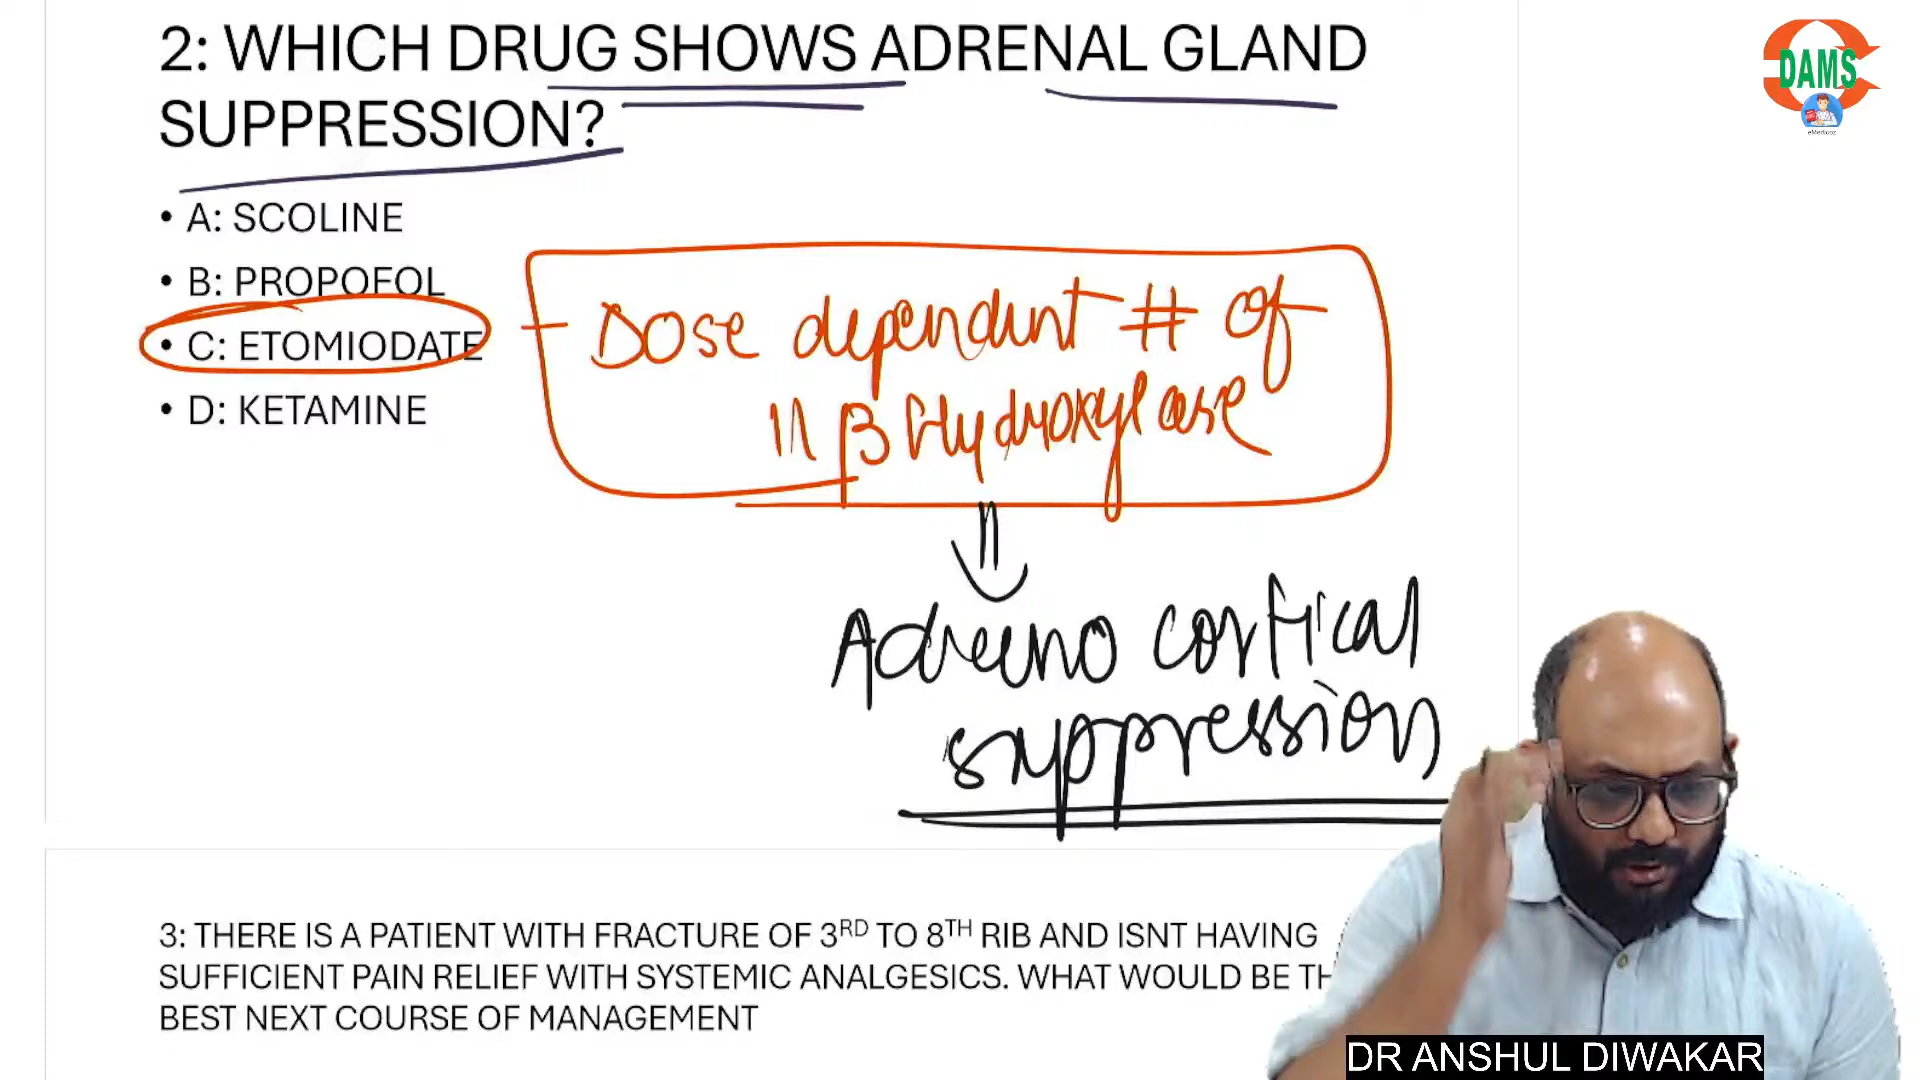 2: WHICH DRUG SHOWS ADRENAL GLAND
SUPPRESSION?
DAMS
eMedicoz
• A: SCOLINE
• B: PROPOFOL
• C: ETOMIODATE
• D: KETAMINE
Dose dependent # of
11 β Hydroxylase
Adreno cortical
suppression
3: THERE IS A PATIENT WITH FRACTURE OF 3RD TO 8TH RIB AND ISNT HAVING
SUFFICIENT PAIN RELIEF WITH SYSTEMIC ANALGESICS. WHAT WOULD BE TH
BEST NEXT COURSE OF MANAGEMENT
DR ANSHUL DIWAKAR